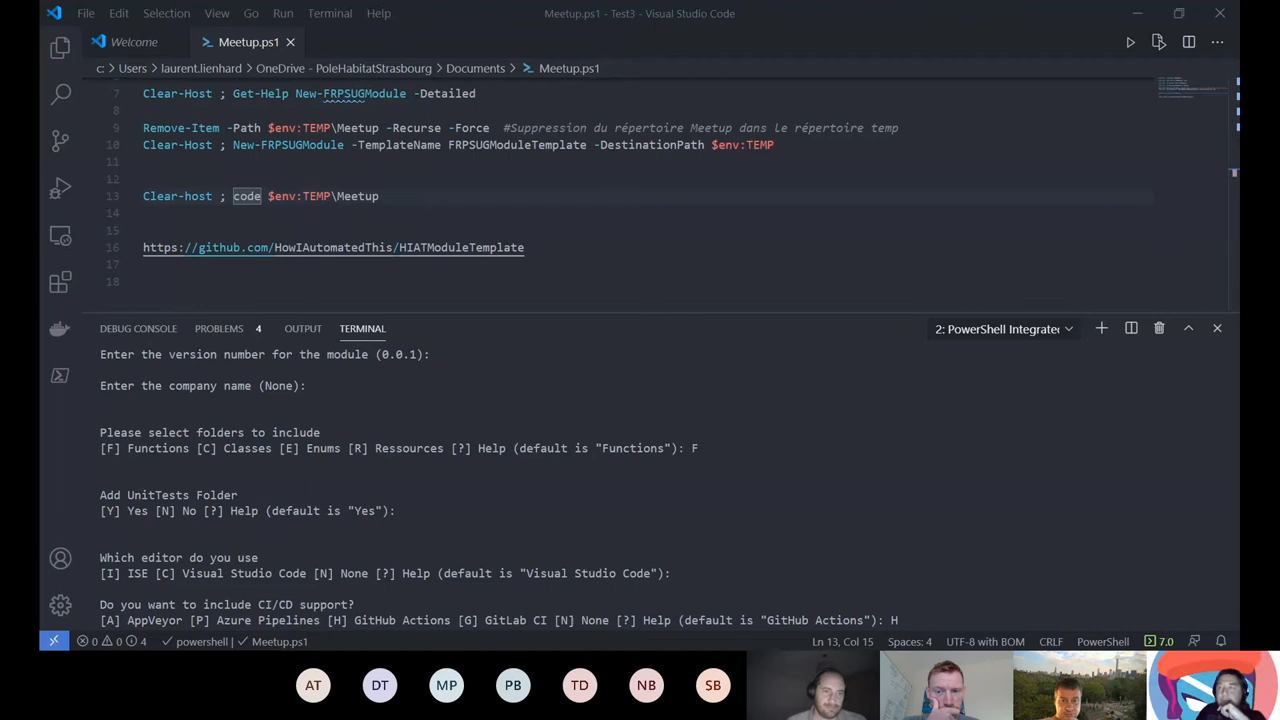 File Edit Selection View Go Run Terminal Help Meetup.ps1 - Test3 - Visual Studio Code
Welcome Meetup.ps1
c: > Users > laurent.lienhard > OneDrive - PoleHabitatStrasbourg > Documents > Meetup.ps1
7 Clear-Host ; Get-Help New-FRPSUGModule -Detailed
8
9 Remove-Item -Path $env:TEMP\Meetup -Recurse -Force #Suppression du répertoire Meetup dans le répertoire temp
10 Clear-Host ; New-FRPSUGModule -TemplateName FRPSUGModuleTemplate -DestinationPath $env:TEMP
11
12
13 Clear-host ; code $env:TEMP\Meetup
14
15
16 https://github.com/HowIAutomatedThis/HIATModuleTemplate
17
18
DEBUG CONSOLE PROBLEMS 4 OUTPUT TERMINAL 2: PowerShell Integrated
Enter the version number for the module (0.0.1):
Enter the company name (None):
Please select folders to include
[F] Functions [C] Classes [E] Enums [R] Ressources [?] Help (default is "Functions"): F
Add UnitTests Folder
[Y] Yes [N] No [?] Help (default is "Yes"):
Which editor do you use
[I] ISE [C] Visual Studio Code [N] None [?] Help (default is "Visual Studio Code"):
Do you want to include CI/CD support?
[A] AppVeyor [P] Azure Pipelines [H] GitHub Actions [G] GitLab CI [N] None [?] Help (default is "GitHub Actions"): H
0 0 4 powershell | Meetup.ps1 Ln 13, Col 15 Spaces: 4 UTF-8 with BOM CRLF PowerShell 7.0
AT DT MP PB TD NB SB